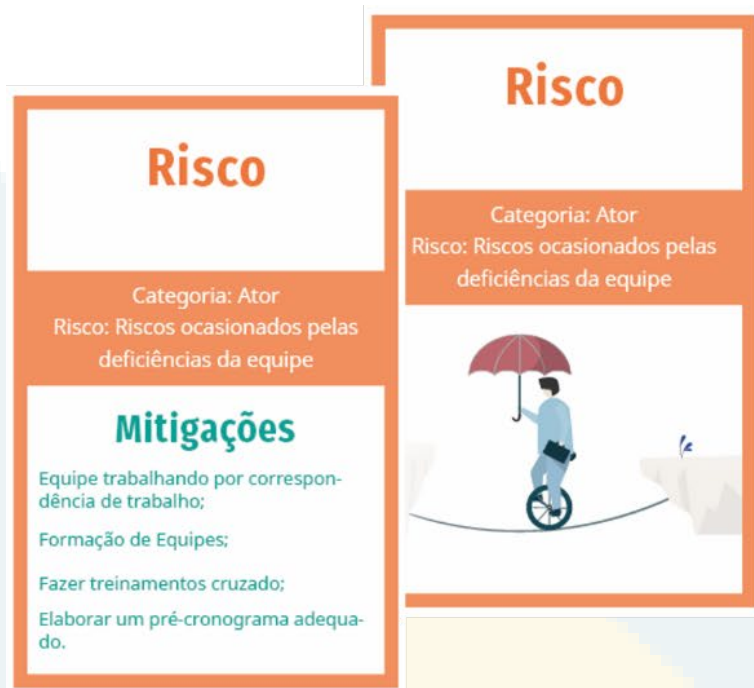 Risco
Categoria: Ator
Risco: Riscos ocasionados pelas
deficiências da equipe
Mitigações
Equipe trabalhando por correspon-
dência de trabalho;
Formação de Equipes;
Fazer treinamentos cruzado;
Elaborar um pré-cronograma adequa-
do.
Risco
Categoria: Ator
Risco: Riscos ocasionados pelas
deficiências da equipe